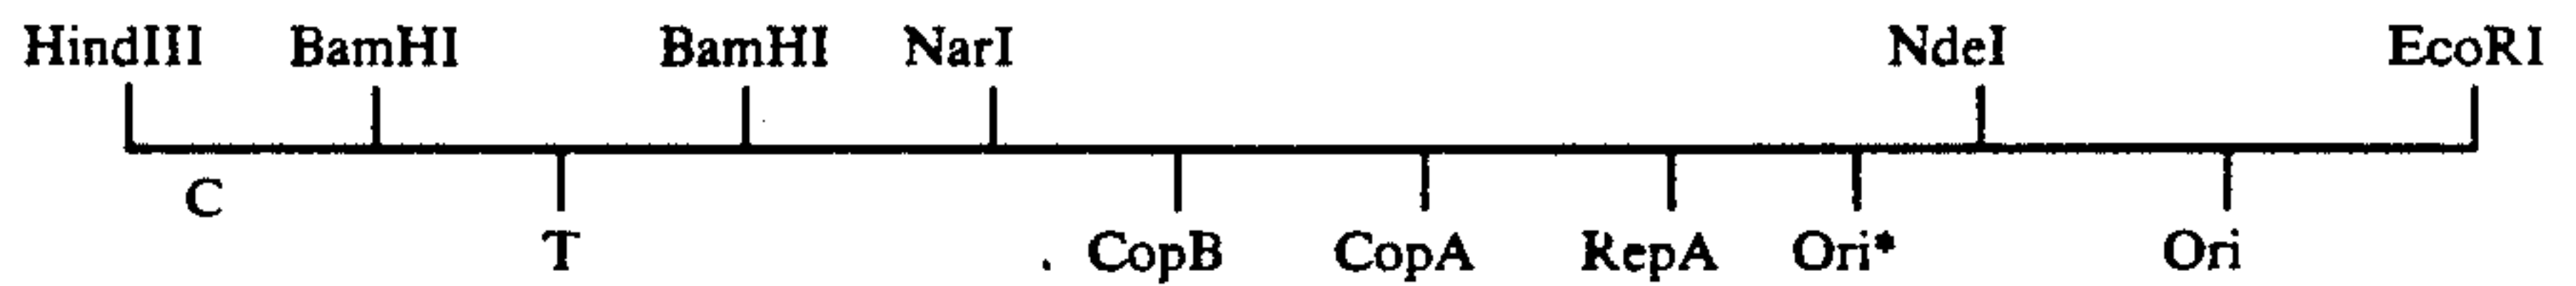 HindIII BamHI BamHI NarI NdeI EcoRI
C
T CopB CopA RepA Ori* Ori